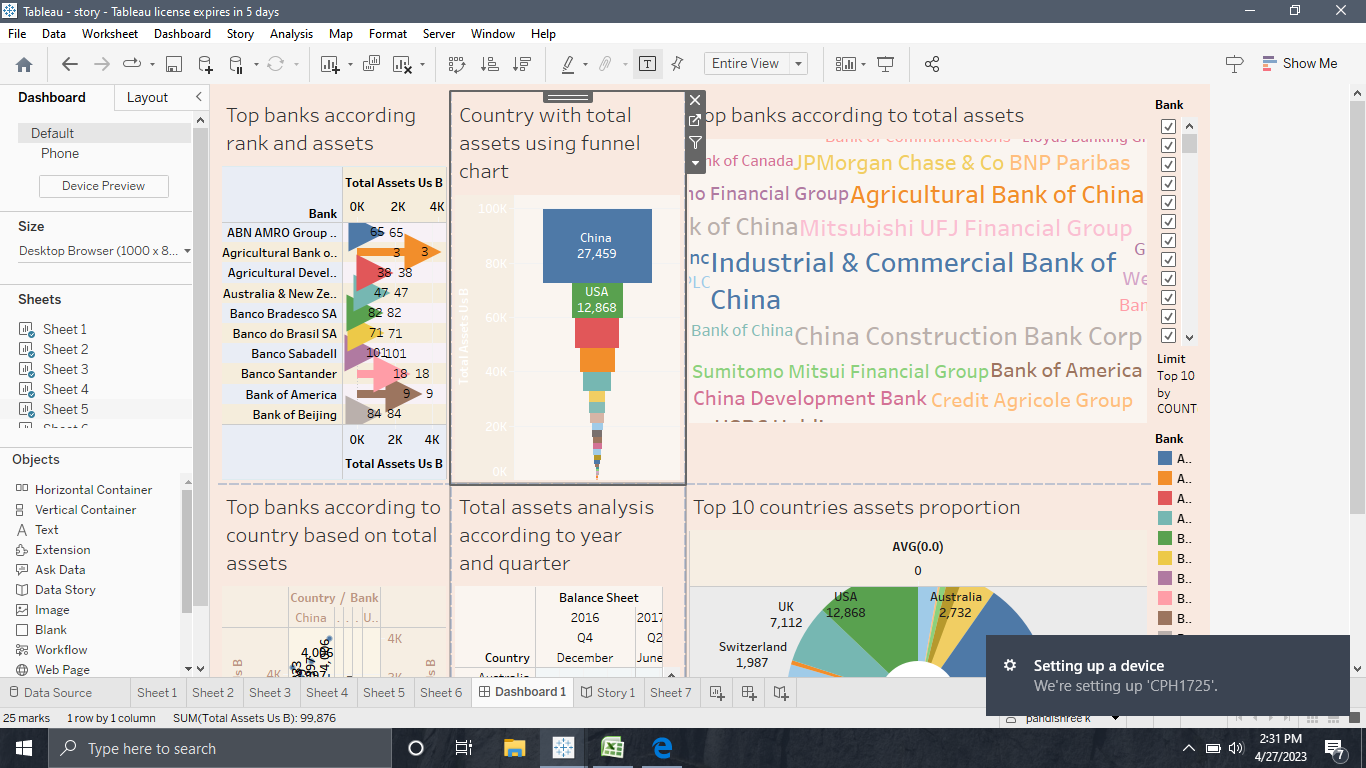 Tableau - story - Tableau license expires in 5 days
File Data Worksheet Dashboard Story Analysis Map Format Server Window Help
Entire View
Show Me
Dashboard Layout
Default
Phone
Device Preview
Size
Desktop Browser (1000 x 8...
Sheets
Sheet 1
Sheet 2
Sheet 3
Sheet 4
Sheet 5
Objects
Horizontal Container
Vertical Container
Text
Extension
Ask Data
Data Story
Image
Blank
Workflow
Web Page
Top banks according
rank and assets
Total Assets Us B
0K 2K 4K
Bank
ABN AMRO Group .. 65 65
Agricultural Bank o.. 3 3
Agricultural Devel.. 38 38
Australia & New Ze.. 47 47
Banco Bradesco SA 82 82
Banco do Brasil SA 71 71
Banco Sabadell 101 101
Banco Santander 18 18
Bank of America 9 9
Bank of Beijing 84 84
0K 2K 4K
Total Assets Us B
Country with total
assets using funnel
chart
100K
80K
60K
40K
20K
0K
Total Assets Us B
China
27,459
USA
12,868
op banks according to total assets
Bank of Communications Lloyds Banking Gr
nk of Canada JPMorgan Chase & Co BNP Paribas
o Financial Group Agricultural Bank of China
k of China Mitsubishi UFJ Financial Group
nc Industrial & Commercial Bank of G
PLC China We
Bar
Bank of China China Construction Bank Corp
Sumitomo Mitsui Financial Group Bank of America
China Development Bank Credit Agricole Group
Bank
Limit
Top 10
by
COUNT
Bank
A..
A..
A..
A..
B..
B..
B..
B..
B..
Top banks according to
country based on total
assets
Country / Bank
China . . U..
4K
4K
4,006
Total assets analysis
according to year
and quarter
Balance Sheet
2016 2017
Q4 Q2
Country December June
Top 10 countries assets proportion
AVG(0.0)
0
USA
12,868
Australia
2,732
UK
7,112
Switzerland
1,987
Setting up a device
We're setting up 'CPH1725'.
Data Source Sheet 1 Sheet 2 Sheet 3 Sheet 4 Sheet 5 Sheet 6 Dashboard 1 Story 1 Sheet 7
25 marks 1 row by 1 column SUM(Total Assets Us B): 99,876
pandishree k
Type here to search
2:31 PM
4/27/2023
7